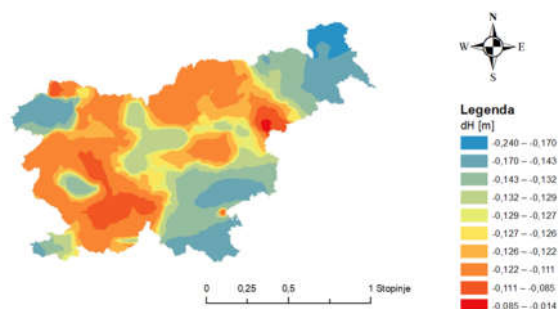 N
W E
S
Legenda
dH [m]
-0,240 – -0,170
-0,170 – -0,143
-0,143 – -0,132
-0,132 – -0,129
-0,129 – -0,127
-0,127 – -0,126
-0,126 – -0,122
-0,122 – -0,111
-0,111 – -0,085
-0,085 – -0,014
0 0,25 0,5 1 Stopinje